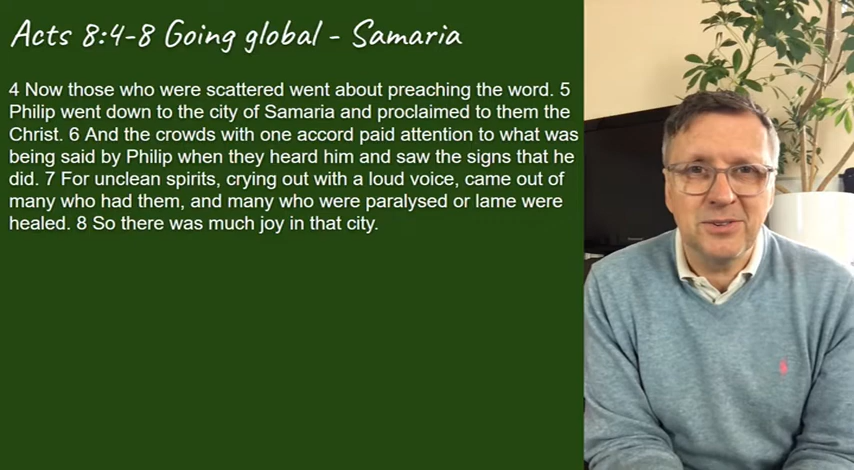 Acts 8:4-8 Going global - Samaria
4 Now those who were scattered went about preaching the word. 5
Philip went down to the city of Samaria and proclaimed to them the
Christ. 6 And the crowds with one accord paid attention to what was
being said by Philip when they heard him and saw the signs that he
did. 7 For unclean spirits, crying out with a loud voice, came out of
many who had them, and many who were paralysed or lame were
healed. 8 So there was much joy in that city.